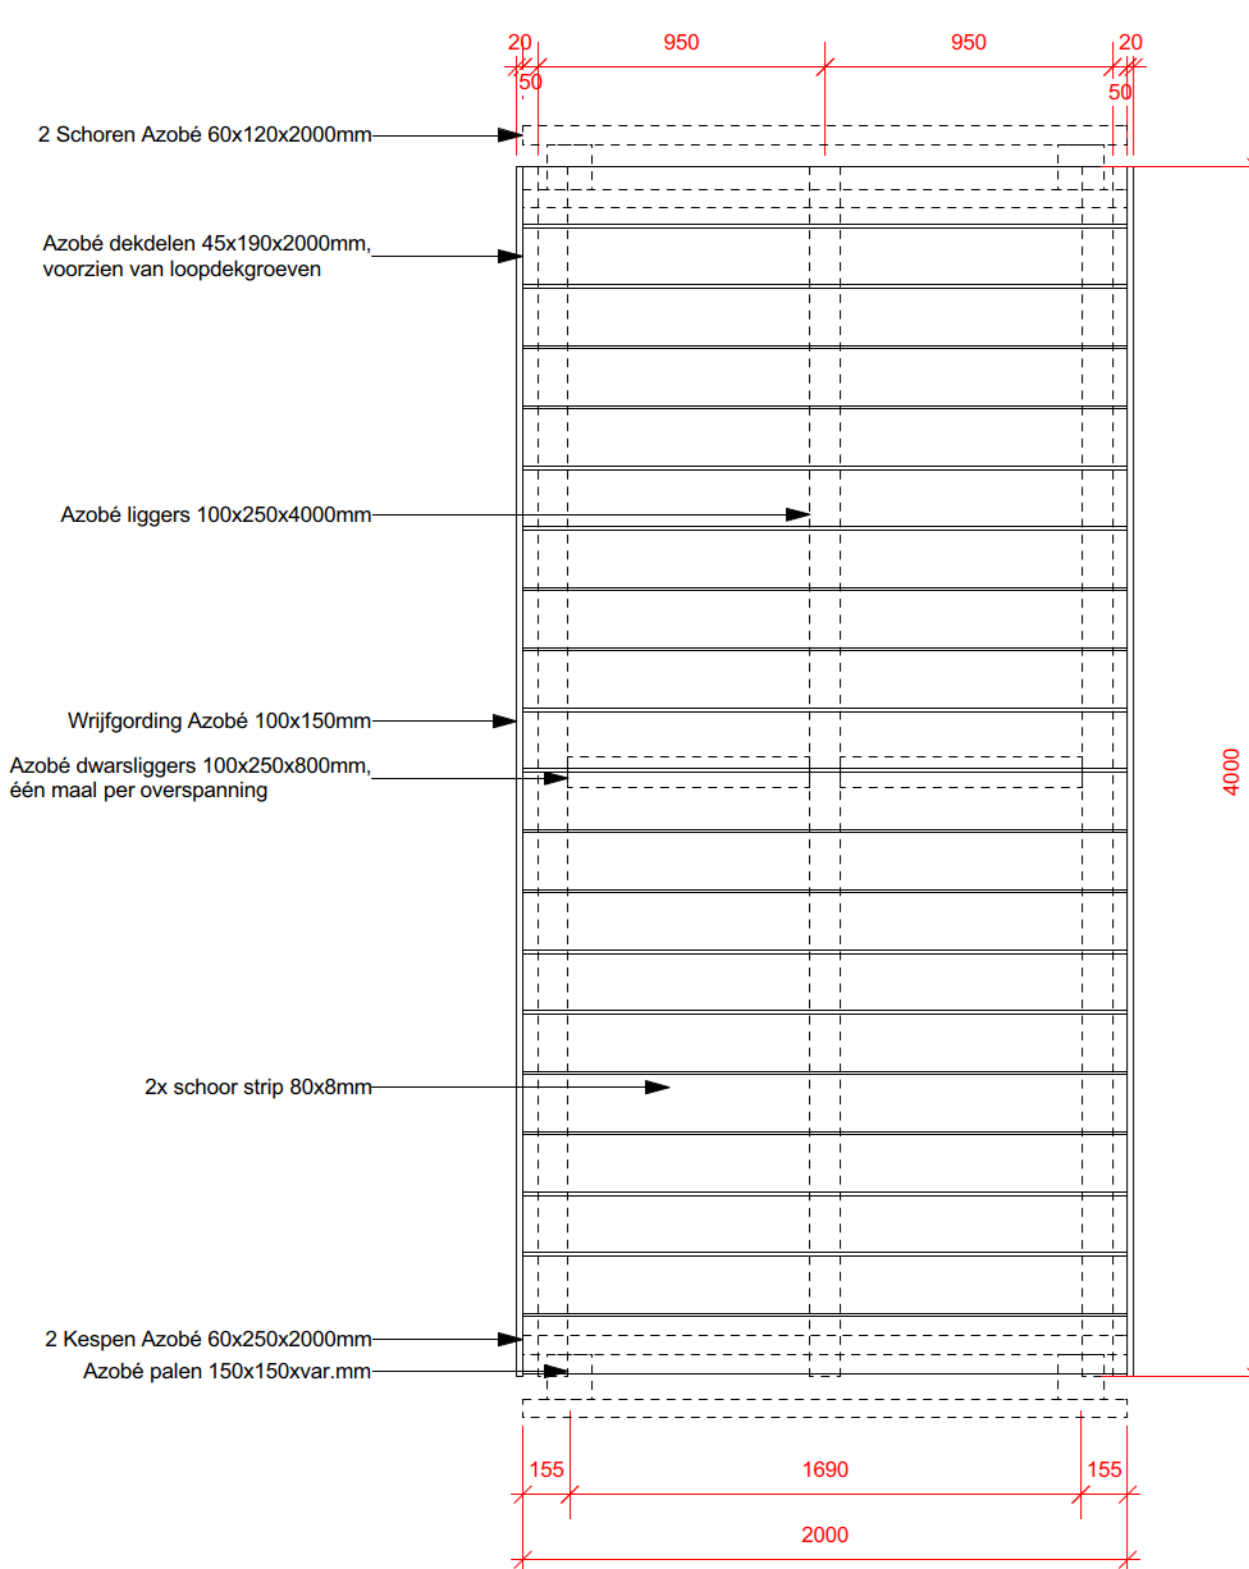 20 950 950 20
50 50
2 Schoren Azobé 60x120x2000mm
Azobé dekdelen 45x190x2000mm,
voorzien van loopdekgroeven
Azobé liggers 100x250x4000mm
Wrijfgording Azobé 100x150mm
Azobé dwarsliggers 100x250x800mm,
één maal per overspanning
4000
2x schoor strip 80x8mm
2 Kespen Azobé 60x250x2000mm
Azobé palen 150x150xvar.mm
155 1690 155
2000